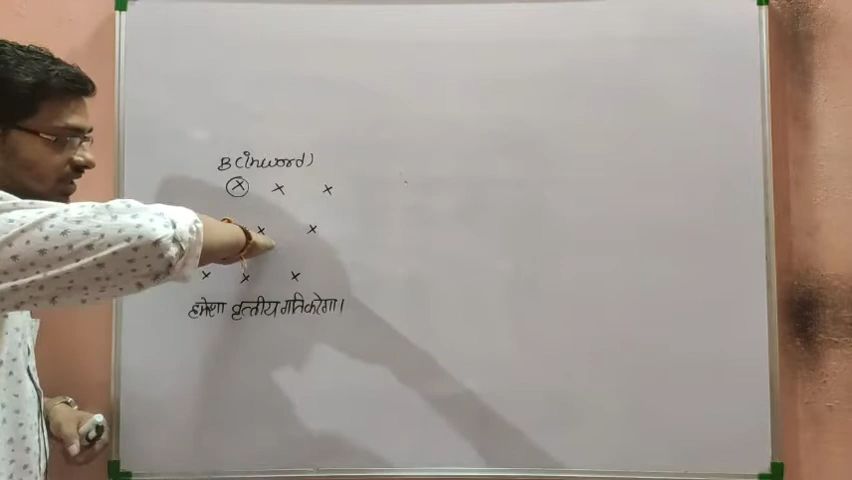 B(inword)
× × ×
× ×
× × ×
हमेशा वृत्तीय गति करेगा।